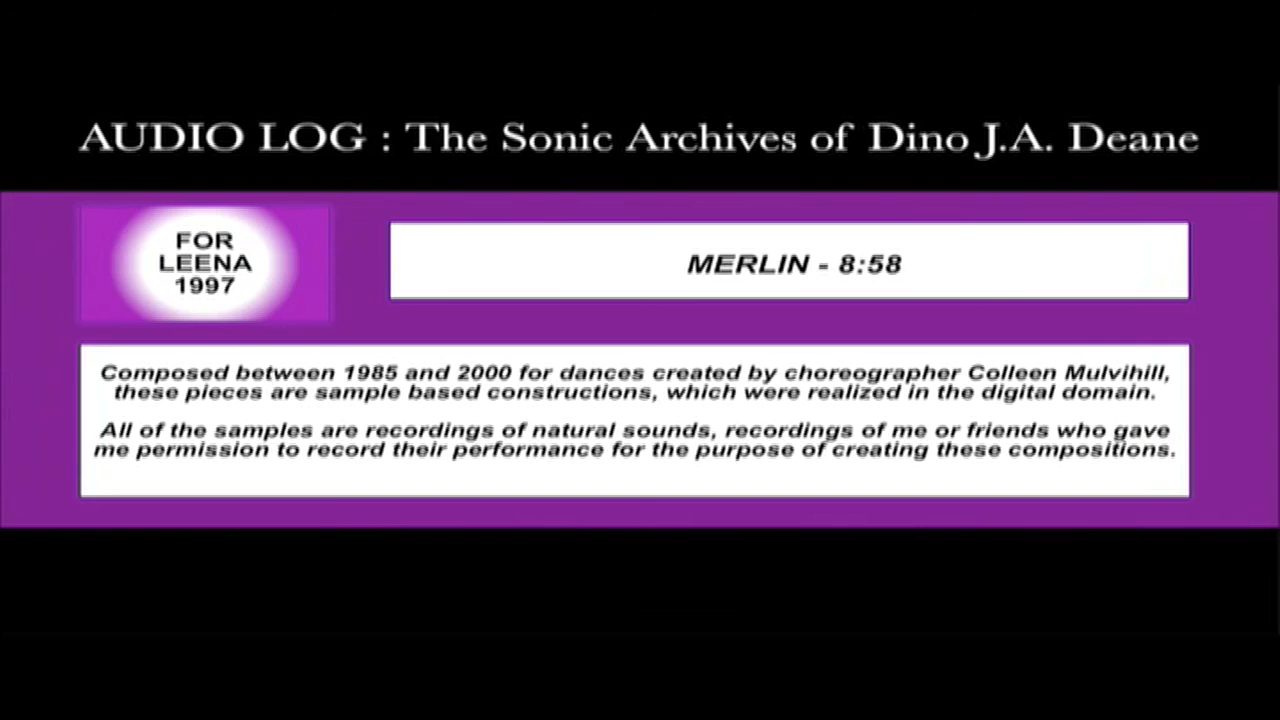 AUDIO LOG : The Sonic Archives of Dino J.A. Deane
FOR
LEENA
1997
MERLIN - 8:58
Composed between 1985 and 2000 for dances created by choreographer Colleen Mulvihill,
these pieces are sample based constructions, which were realized in the digital domain.
All of the samples are recordings of natural sounds, recordings of me or friends who gave
me permission to record their performance for the purpose of creating these compositions.